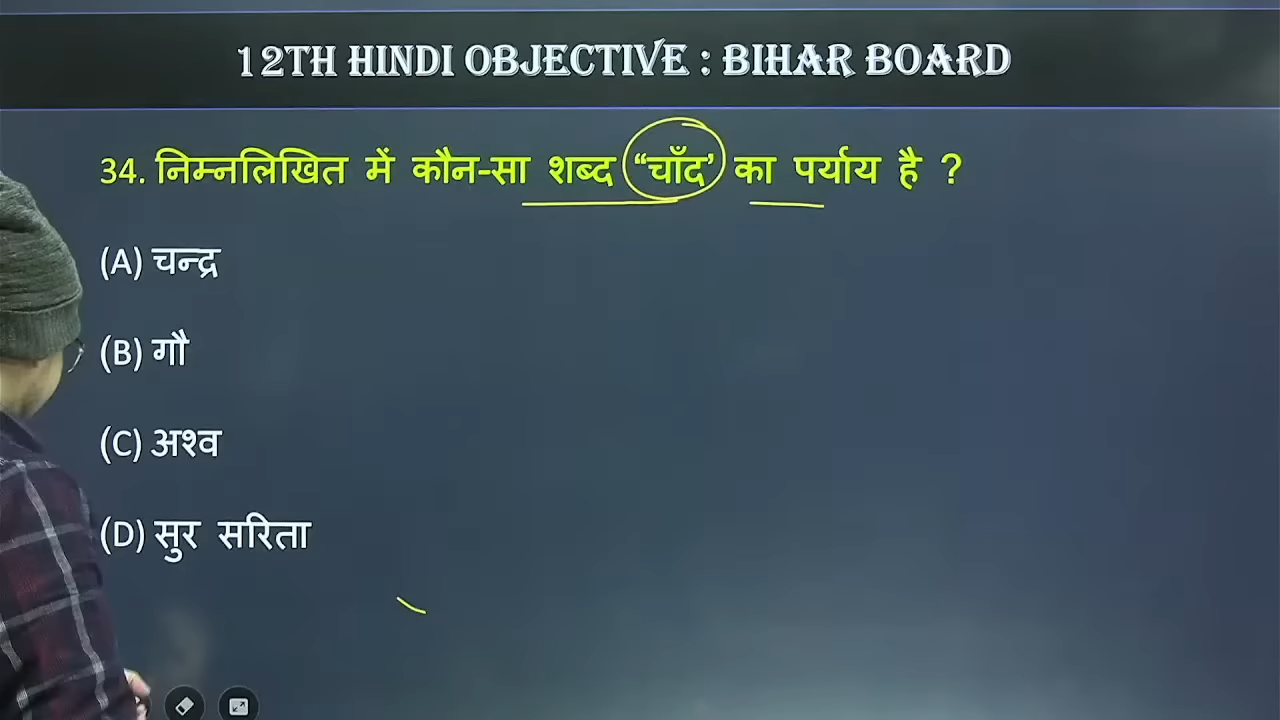 12TH HINDI OBJECTIVE : BIHAR BOARD
34. निम्नलिखित में कौन-सा शब्द “चाँद’ का पर्याय है ?
(A) चन्द्र
(B) गौ
(C) अश्व
(D) सुर सरिता